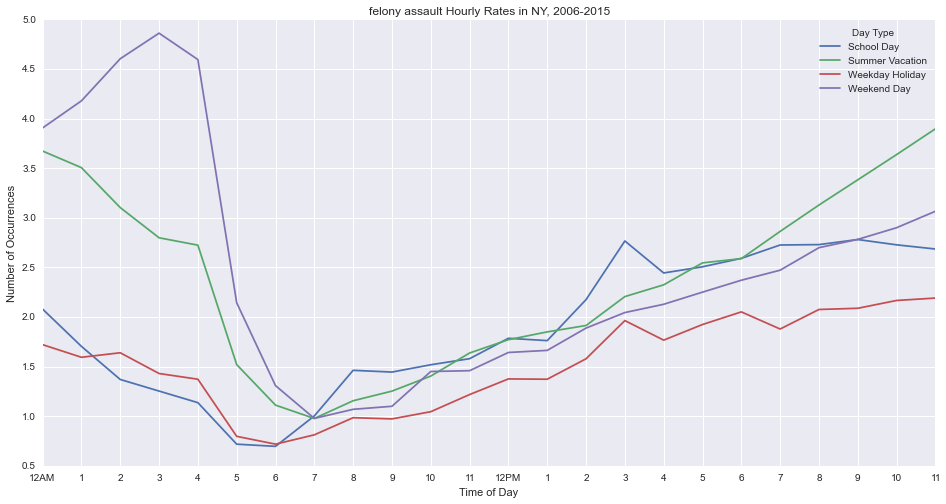 felony assault Hourly Rates in NY, 2006-2015
Day Type
School Day
Summer Vacation
Weekday Holiday
Weekend Day
Number of Occurrences
5.0
4.5
4.0
3.5
3.0
2.5
2.0
1.5
1.0
0.5
12AM 1 2 3 4 5 6 7 8 9 10 11 12PM 1 2 3 4 5 6 7 8 9 10 11
Time of Day